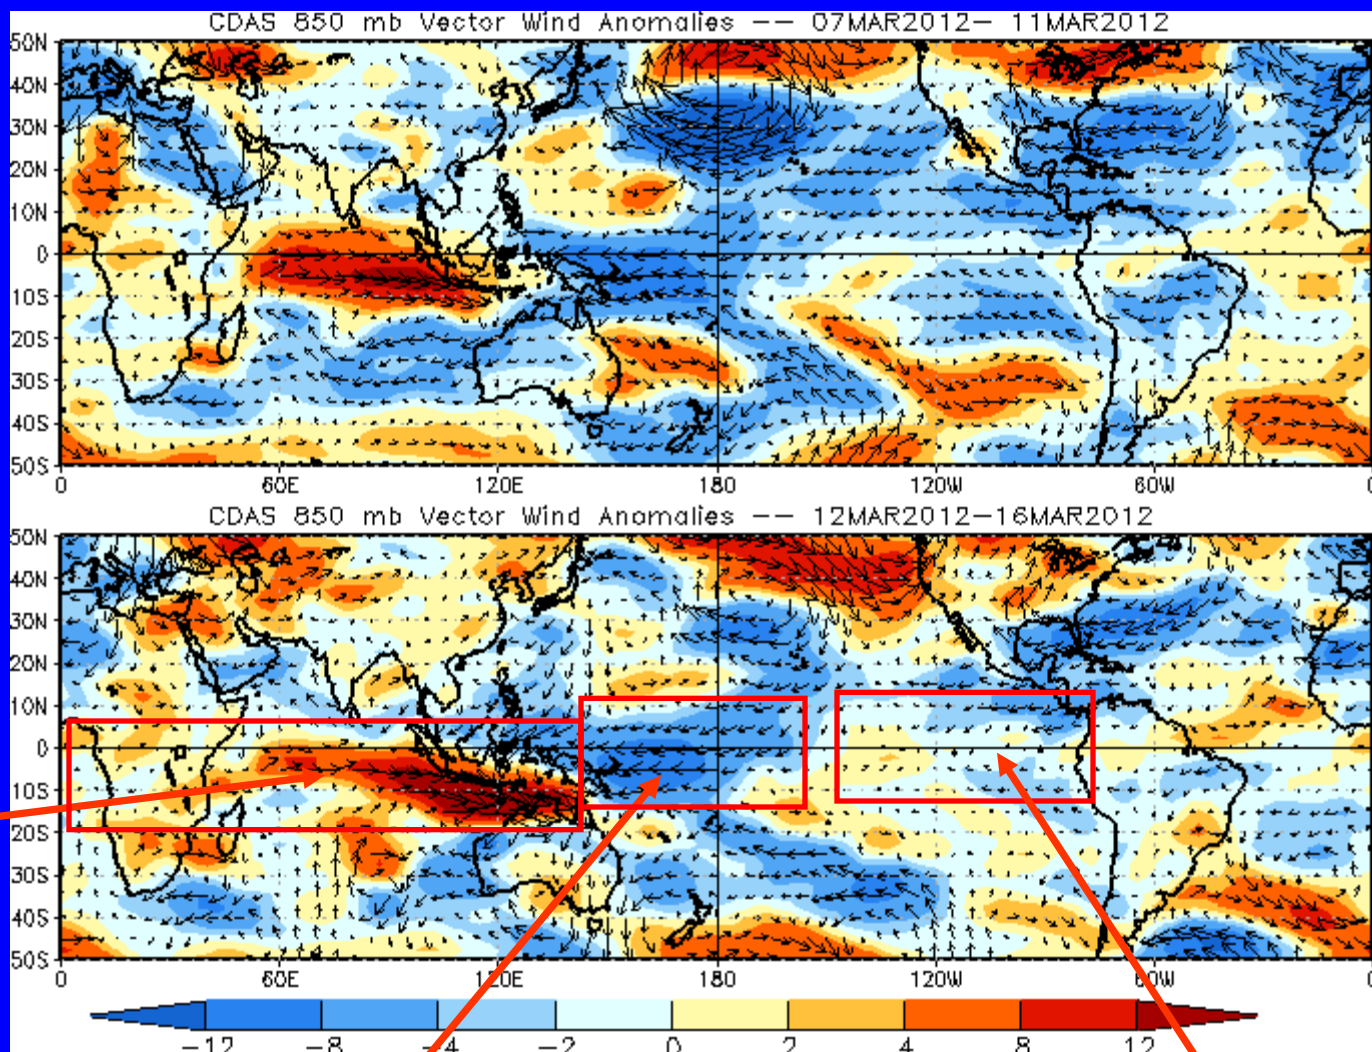 CDAS 850 mb Vector Wind Anomalies -- 07MAR2012- 11MAR2012
50N
40N
30N
20N
10N
0
10S
20S
30S
40S
50S
0 60E 120E 180 120W 60W 0
CDAS 850 mb Vector Wind Anomalies -- 12MAR2012-16MAR2012
50N
40N
30N
20N
10N
0
10S
20S
30S
40S
50S
0 60E 120E 180 120W 60W 0
-12 -8 -4 -2 0 2 4 8 12